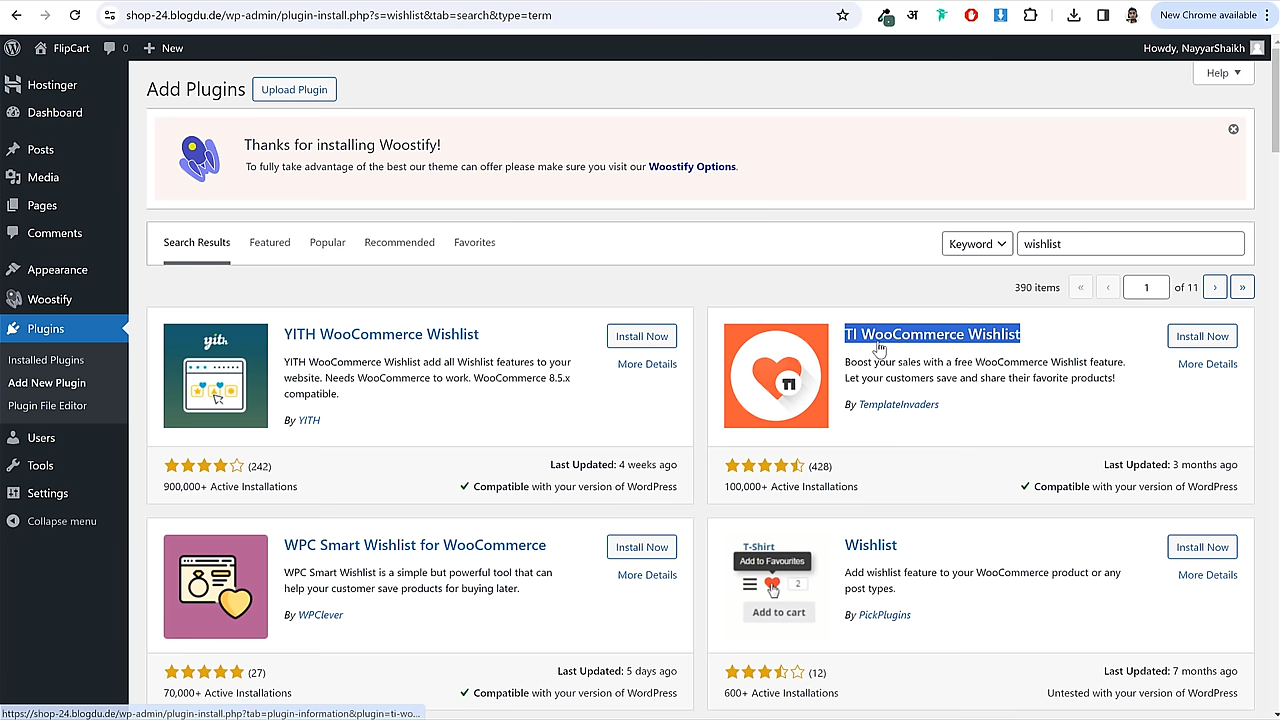 shop-24.blogdu.de/wp-admin/plugin-install.php?s=wishlist&tab=search&type=term
अ
New Chrome available
FlipCart
0
New
Howdy, NayyarShaikh
Hostinger
Dashboard
Posts
Media
Pages
Comments
Appearance
Woostify
Plugins
Installed Plugins
Add New Plugin
Plugin File Editor
Users
Tools
Settings
Collapse menu
Help
Add Plugins
Upload Plugin
Thanks for installing Woostify!
To fully take advantage of the best our theme can offer please make sure you visit our Woostify Options.
Search Results
Featured
Popular
Recommended
Favorites
Keyword
wishlist
390 items
«
‹
1
of 11
›
»
yith
YITH WooCommerce Wishlist
Install Now
YITH WooCommerce Wishlist add all Wishlist features to your
More Details
website. Needs WooCommerce to work. WooCommerce 8.5.x
compatible.
By YITH
(242)
Last Updated: 4 weeks ago
900,000+ Active Installations
Compatible with your version of WordPress
TI
TI WooCommerce Wishlist
Install Now
Boost your sales with a free WooCommerce Wishlist feature.
More Details
Let your customers save and share their favorite products!
By TemplateInvaders
(428)
Last Updated: 3 months ago
100,000+ Active Installations
Compatible with your version of WordPress
WPC Smart Wishlist for WooCommerce
Install Now
WPC Smart Wishlist is a simple but powerful tool that can
More Details
help your customer save products for buying later.
By WPClever
(27)
Last Updated: 5 days ago
70,000+ Active Installations
Compatible with your version of WordPress
T-Shirt
Add to Favourites
2
Add to cart
Wishlist
Install Now
Add wishlist feature to your WooCommerce product or any
More Details
post types.
By PickPlugins
(12)
Last Updated: 7 months ago
600+ Active Installations
Untested with your version of WordPress
https://shop-24.blogdu.de/wp-admin/plugin-install.php?tab=plugin-information&plugin=ti-wo...